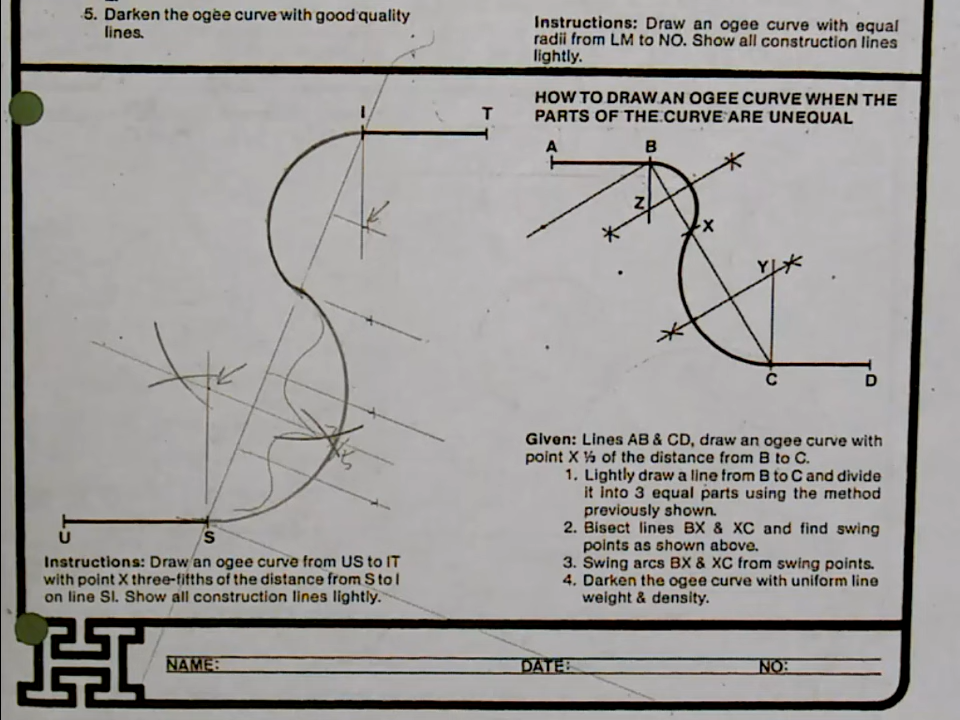 5. Darken the ogee curve with good quality
lines.
Instructions: Draw an ogee curve with equal
radii from LM to NO. Show all construction lines
lightly.
HOW TO DRAW AN OGEE CURVE WHEN THE
PARTS OF THE CURVE ARE UNEQUAL
I T
A B
Z
X
Y
C D
U S
Given: Lines AB & CD, draw an ogee curve with
point X ⅓ of the distance from B to C.
1. Lightly draw a line from B to C and divide
it into 3 equal parts using the method
previously shown.
2. Bisect lines BX & XC and find swing
points as shown above.
3. Swing arcs BX & XC from swing points.
4. Darken the ogee curve with uniform line
weight & density.
Instructions: Draw an ogee curve from US to IT
with point X three-fifths of the distance from S to I
on line SI. Show all construction lines lightly.
NAME: DATE: NO: